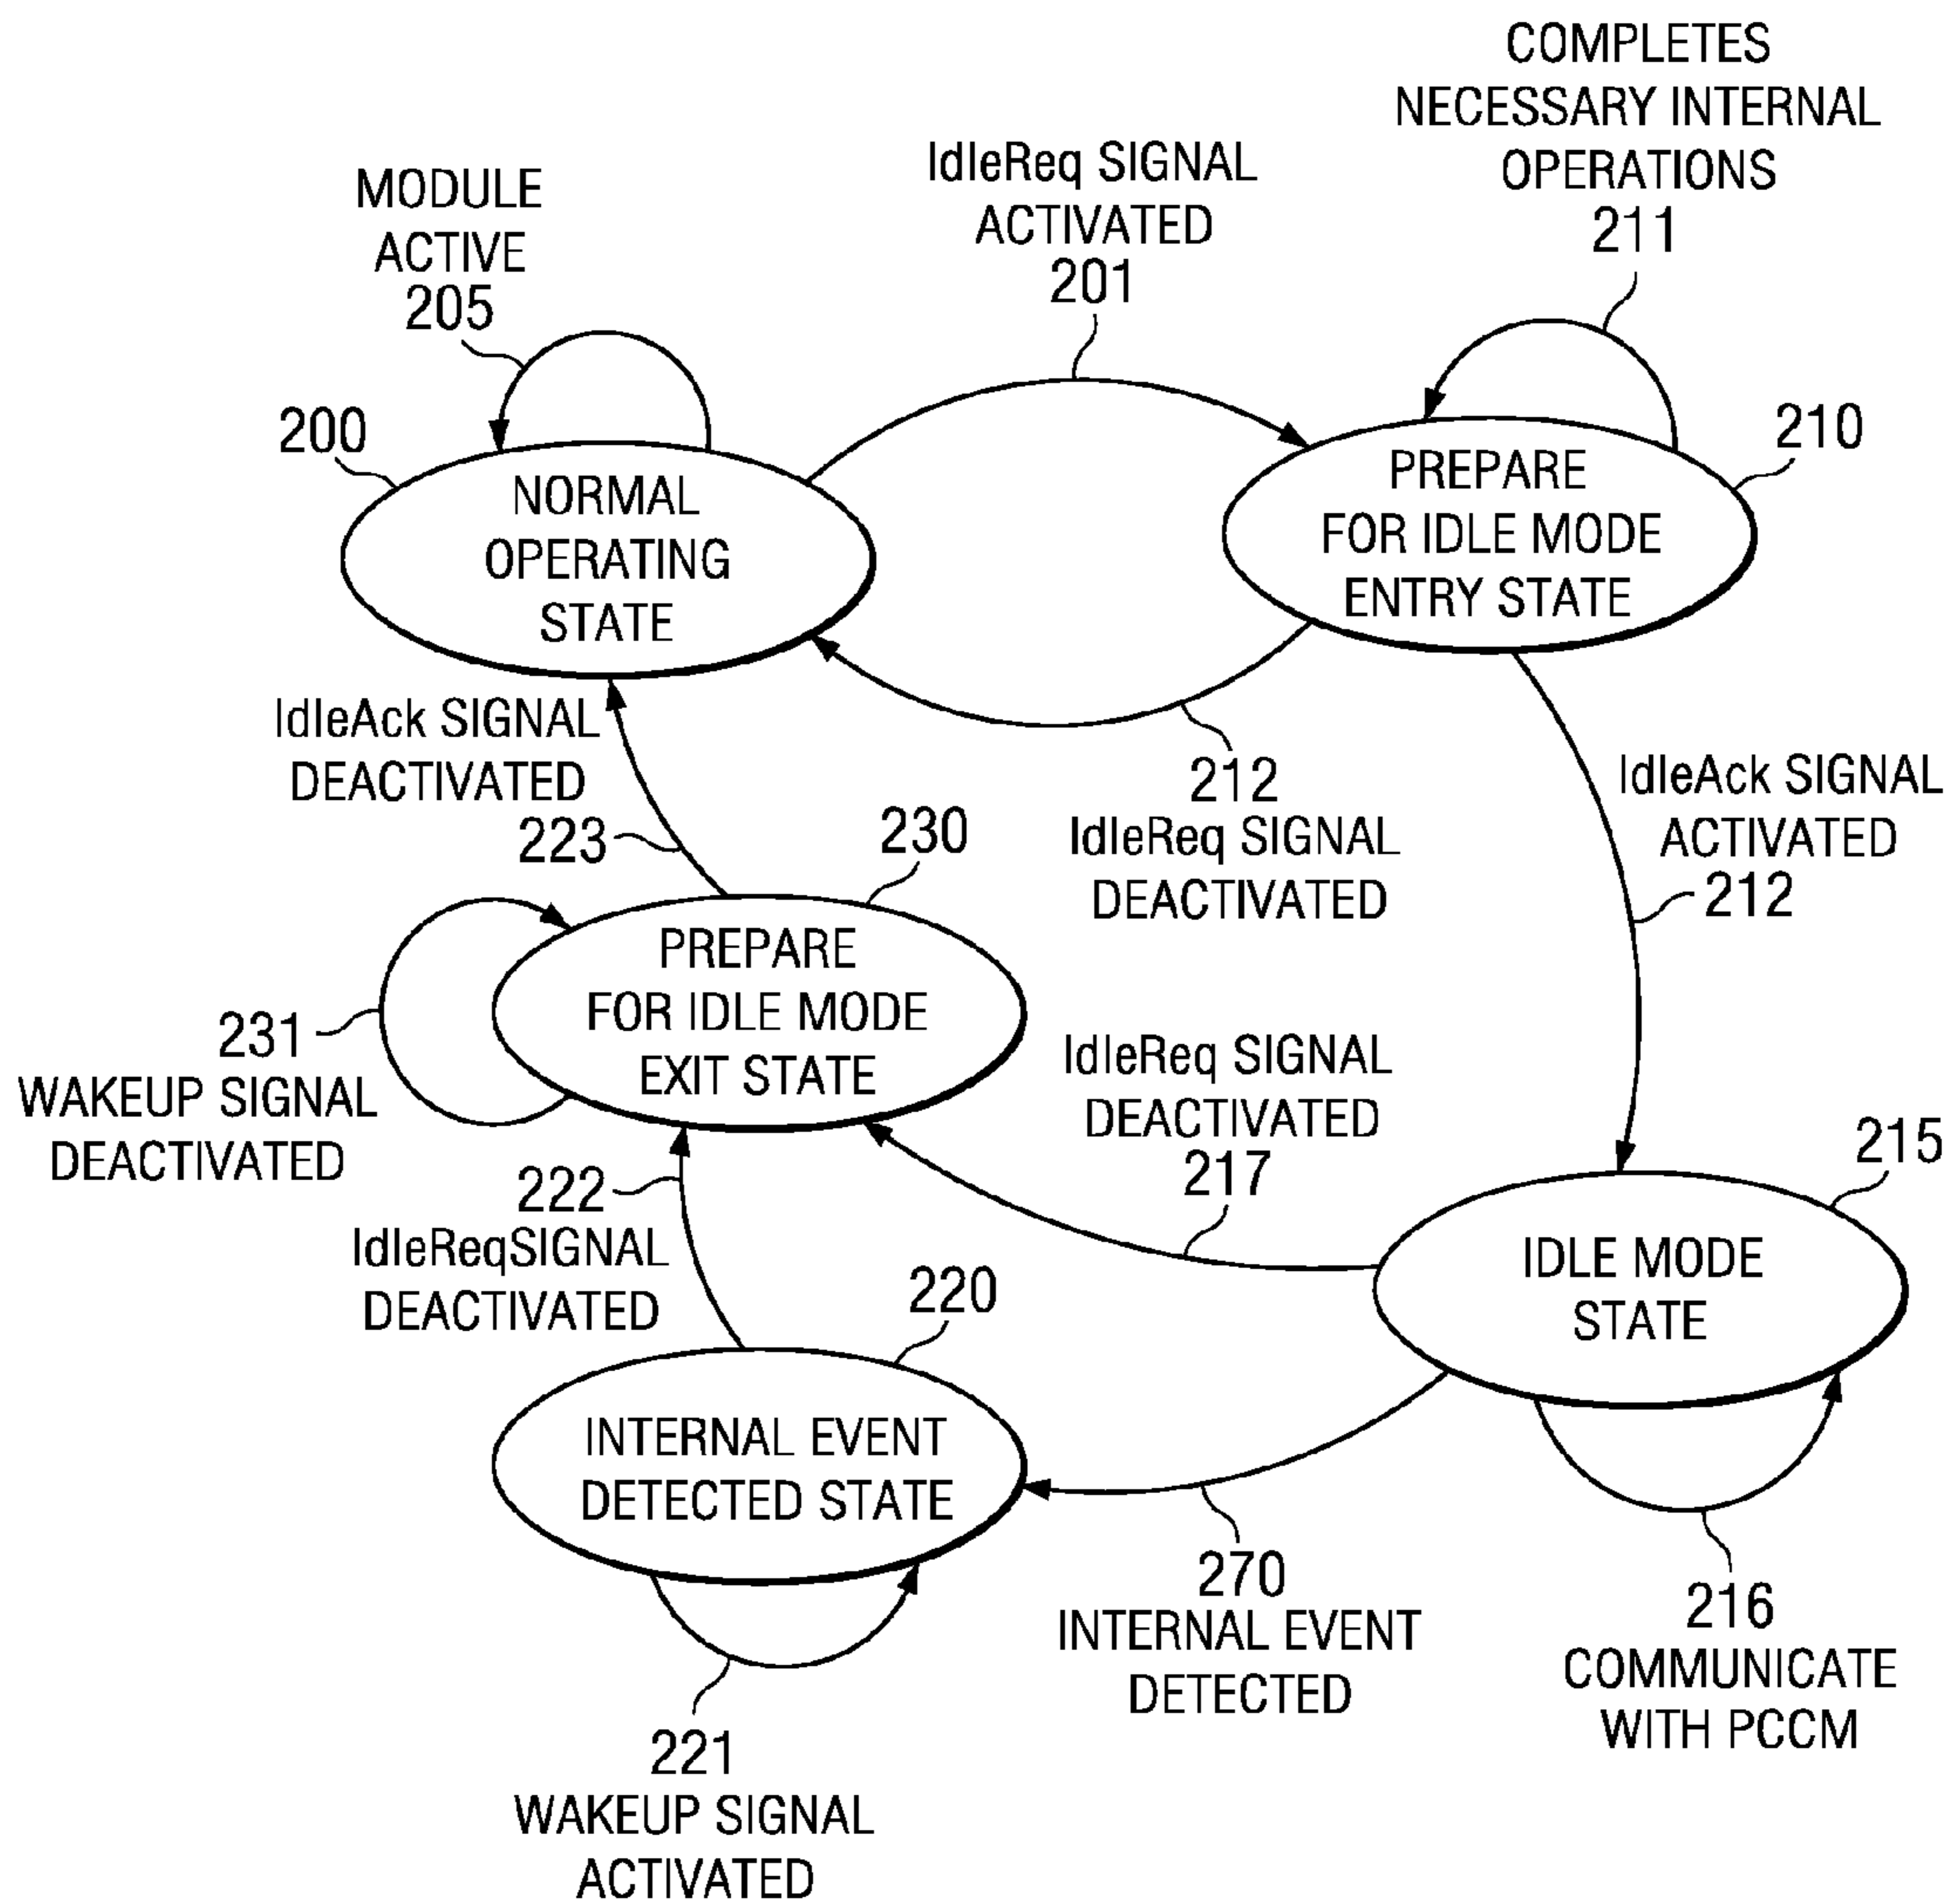 COMPLETES
NECESSARY INTERNAL
OPERATIONS
211
IdleReq SIGNAL
ACTIVATED
201
MODULE
ACTIVE
205
200
NORMAL
OPERATING
STATE
210
PREPARE
FOR IDLE MODE
ENTRY STATE
IdleAck SIGNAL
DEACTIVATED
223
212
IdleReq SIGNAL
DEACTIVATED
IdleAck SIGNAL
ACTIVATED
212
230
PREPARE
FOR IDLE MODE
EXIT STATE
231
WAKEUP SIGNAL
DEACTIVATED
IdleReq SIGNAL
DEACTIVATED
217
215
IDLE MODE
STATE
222
IdleReqSIGNAL
DEACTIVATED
220
INTERNAL EVENT
DETECTED STATE
270
INTERNAL EVENT
DETECTED
216
COMMUNICATE
WITH PCCM
221
WAKEUP SIGNAL
ACTIVATED